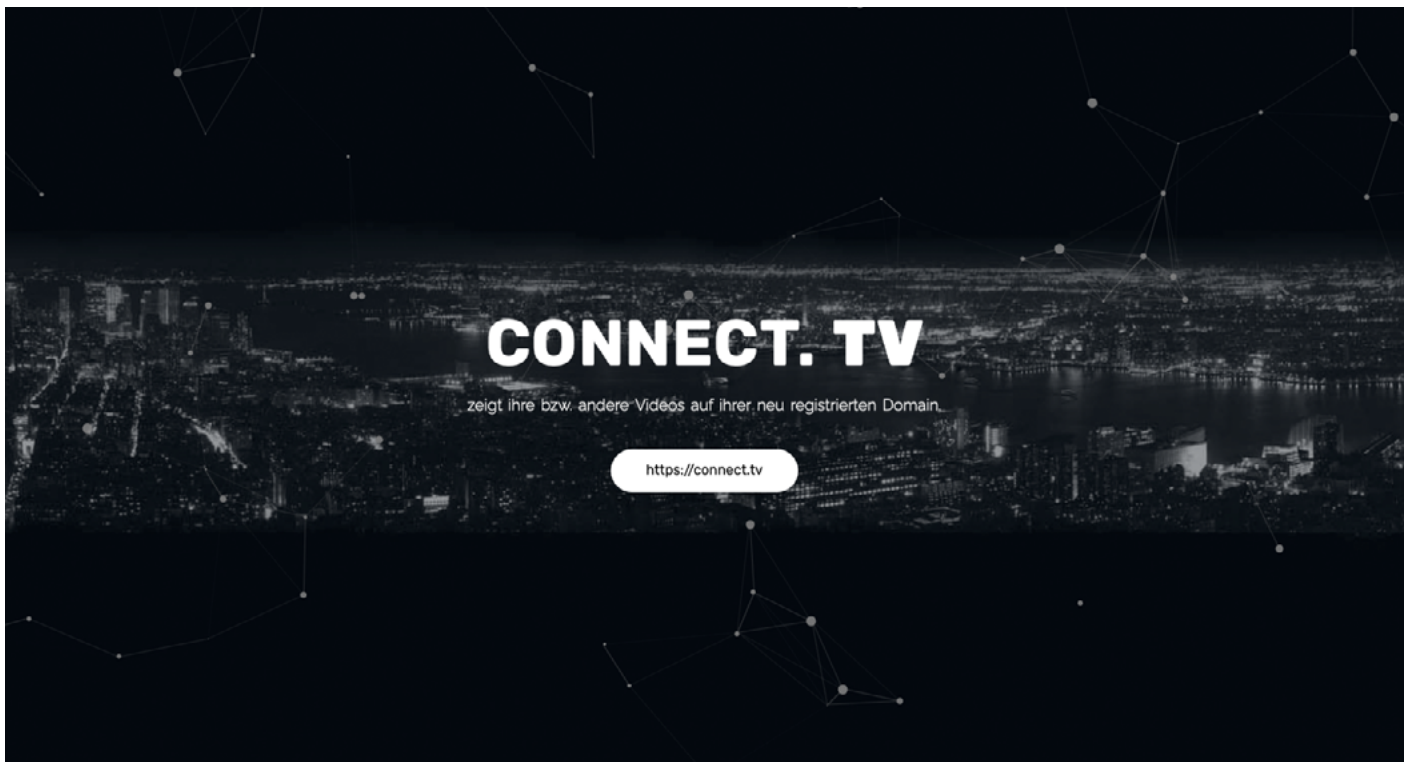 CONNECT. TV
zeigt ihre bzw. andere Videos auf ihrer neu registrierten Domain.
https://connect.tv